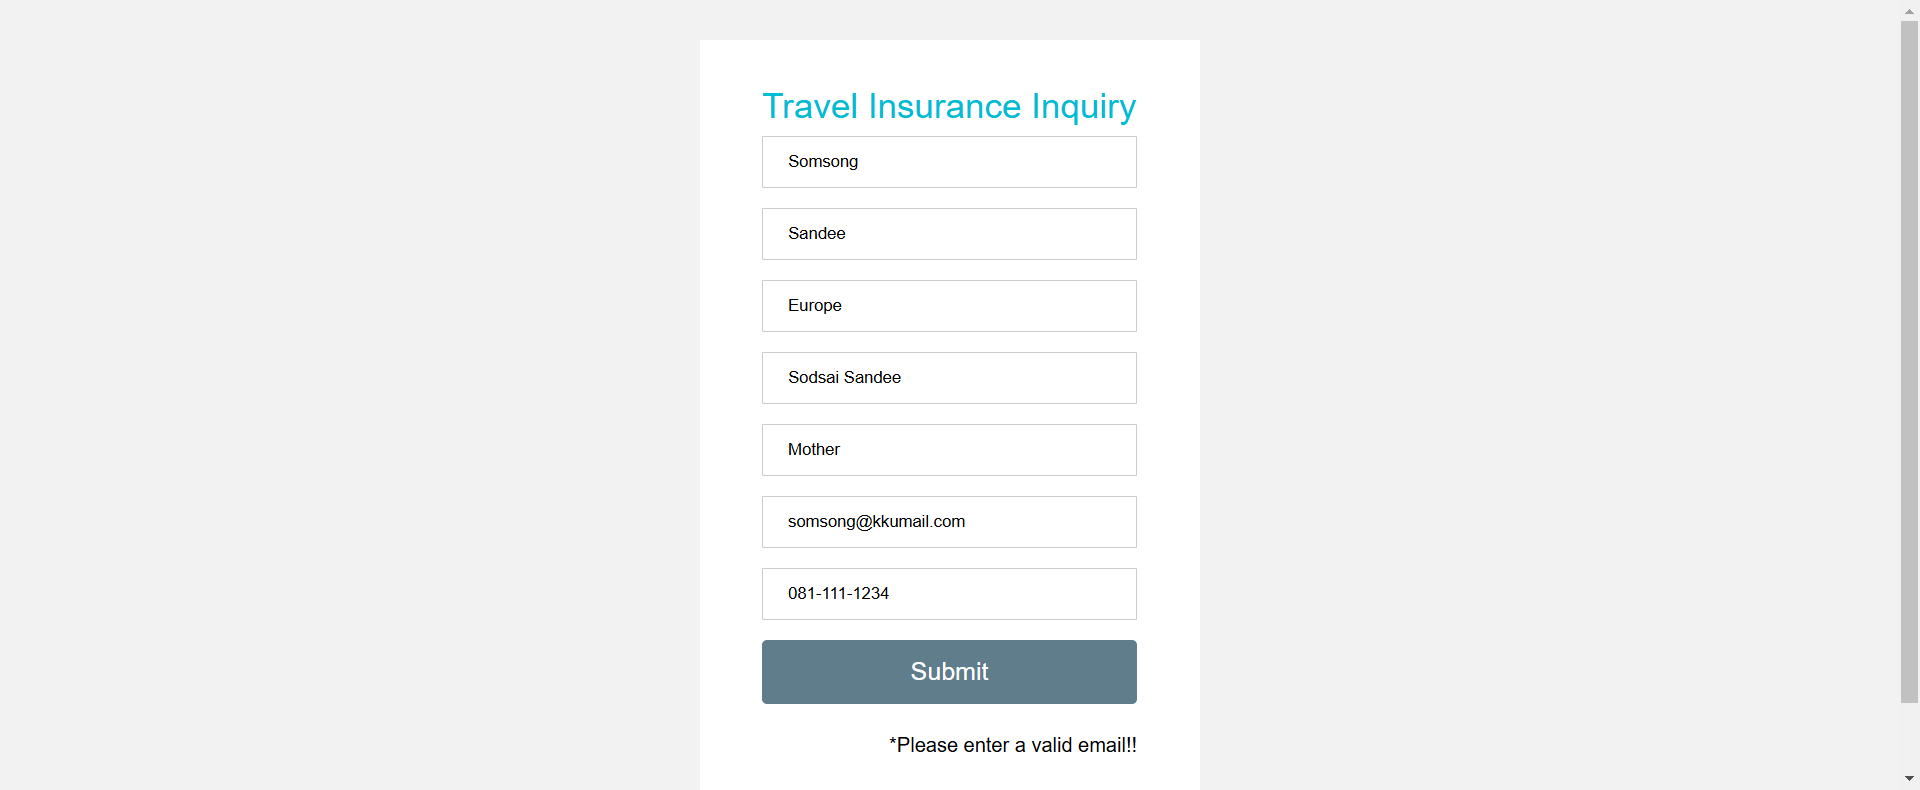 Travel Insurance Inquiry
Somsong
Sandee
Europe
Sodsai Sandee
Mother
somsong@kkumail.com
081-111-1234
Submit
*Please enter a valid email!!